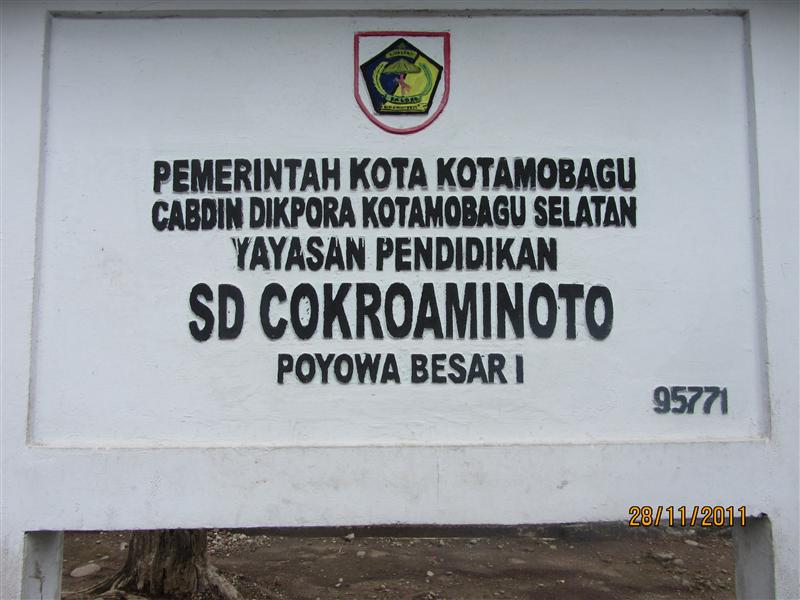 PEMERINTAH KOTA KOTAMOBAGU
CABDIN DIKPORA KOTAMOBAGU SELATAN
YAYASAN PENDIDIKAN
SD COKROAMINOTO
POYOWA BESAR I
95771
28/11/2011